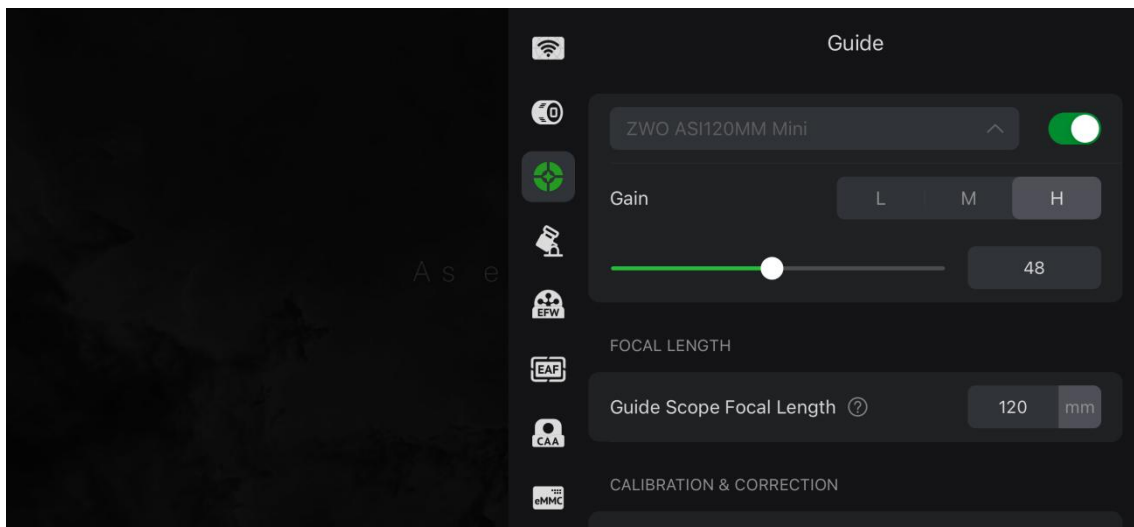 Guide
ZWO ASI120MM Mini
Gain L M H
As e
48
EFW
FOCAL LENGTH
EAF
Guide Scope Focal Length ? 120 mm
CAA
CALIBRATION & CORRECTION
eMMC